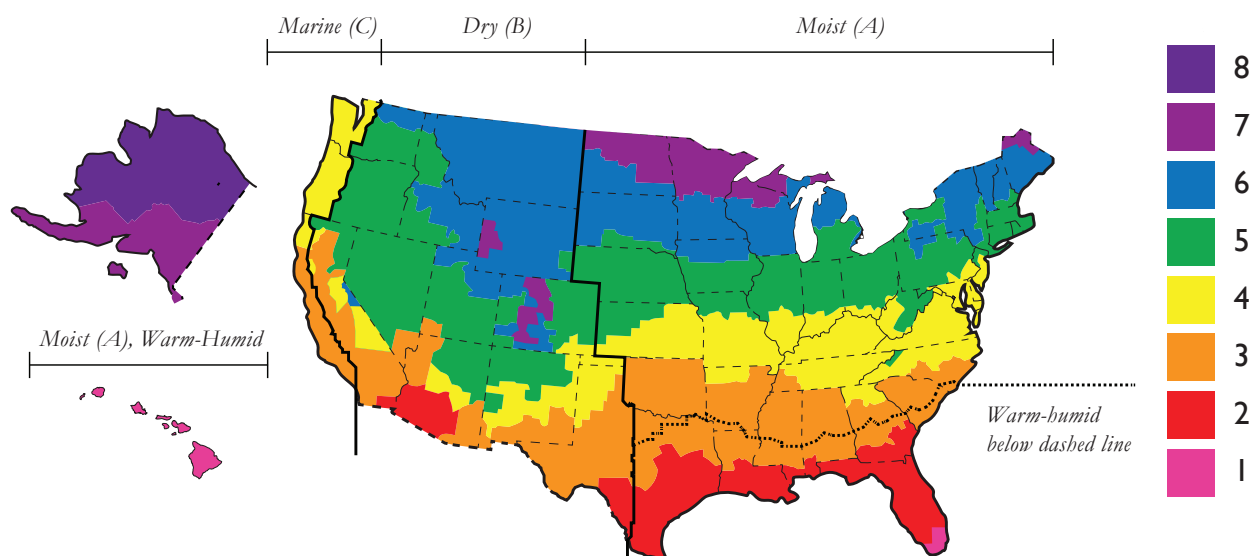 Marine (C)
Dry (B)
Moist (A)
8
7
6
5
4
3
2
1
Moist (A), Warm-Humid
Warm-humid
below dashed line